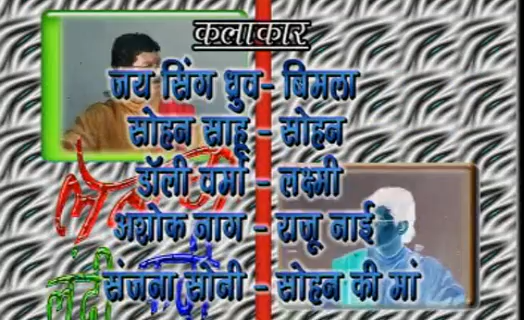 कलाकार
जय सिंग ध्रुव- बिमला
सोहन साहू - सोहन
डॉली वर्मा - लक्ष्मी
अशोक नाग - राजू नाई
संजना सोनी - सोहन की मां